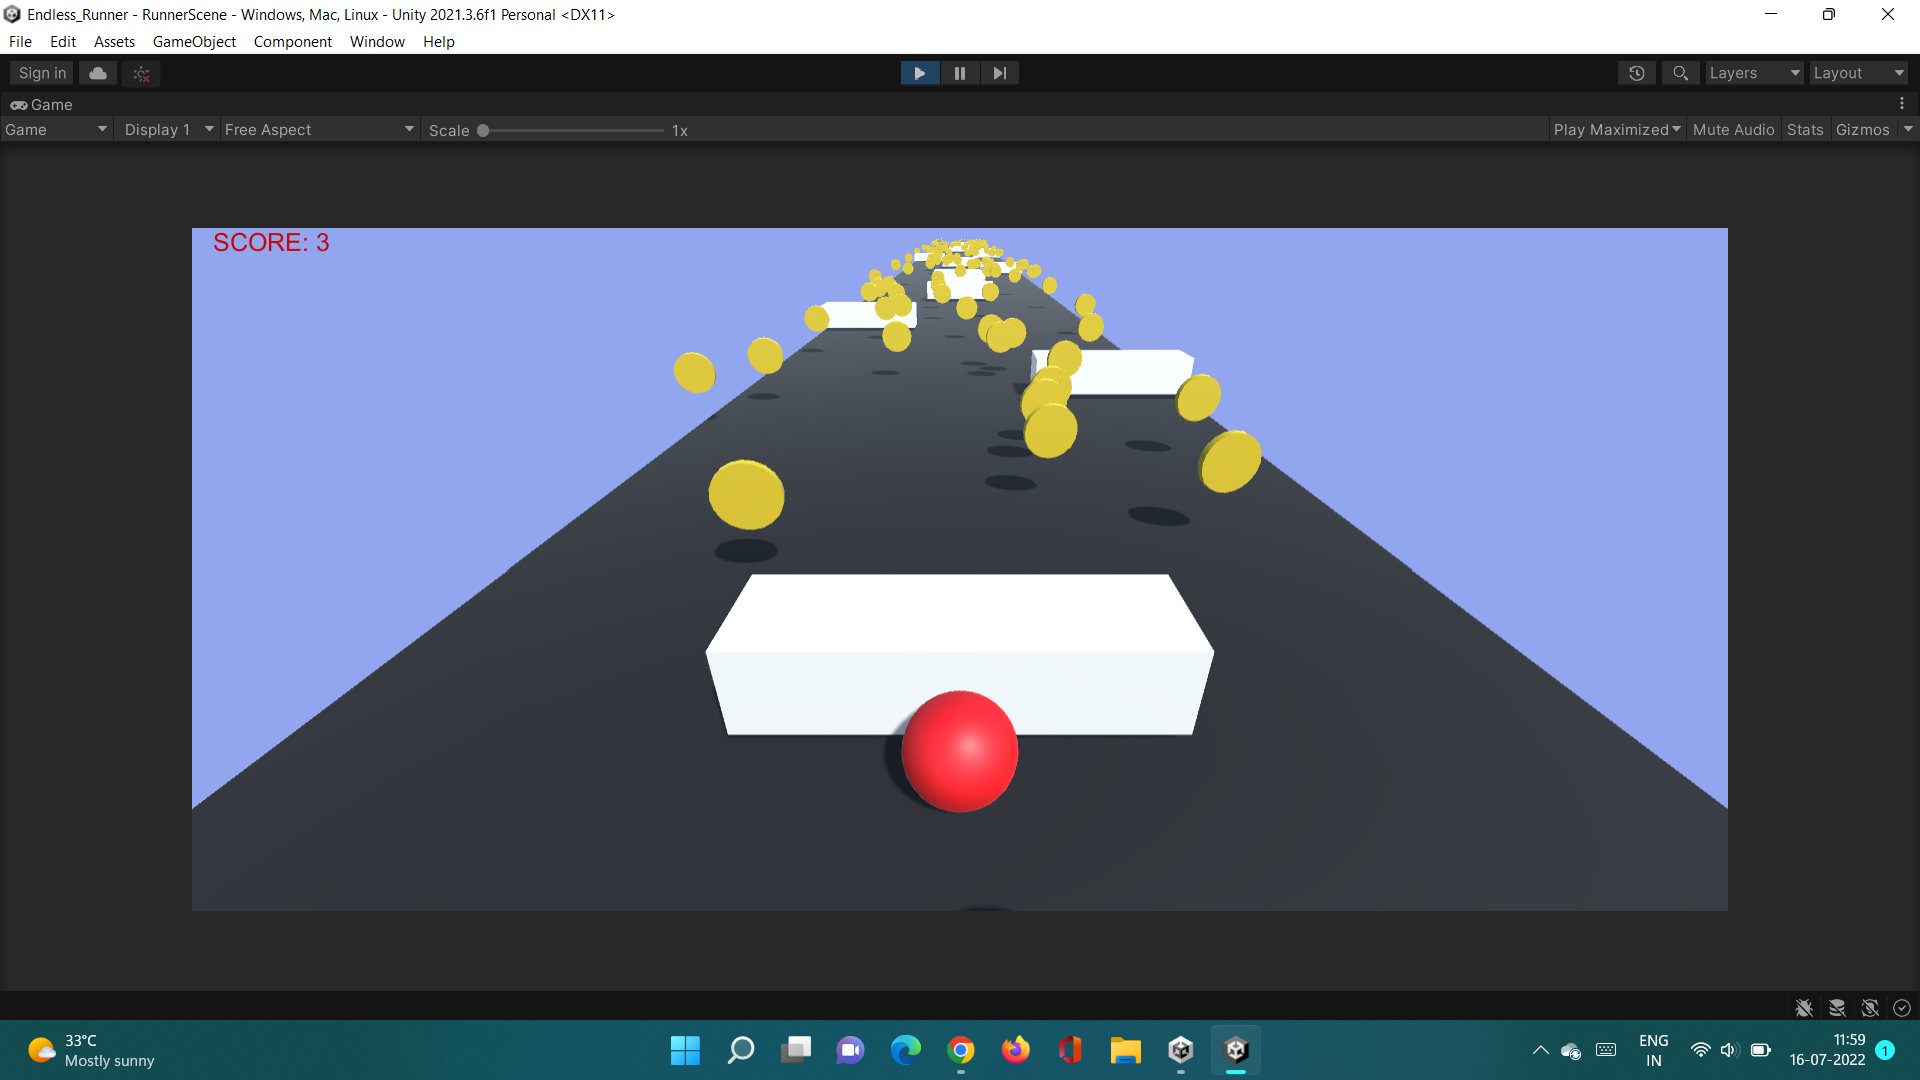 Endless_Runner - RunnerScene - Windows, Mac, Linux - Unity 2021.3.6f1 Personal <DX11>
File Edit Assets GameObject Component Window Help
Sign in Layers Layout
Game
Game Display 1 Free Aspect Scale 1x Play Maximized Mute Audio Stats Gizmos
SCORE: 3
33°C
Mostly sunny
ENG
IN
11:59
16-07-2022
1